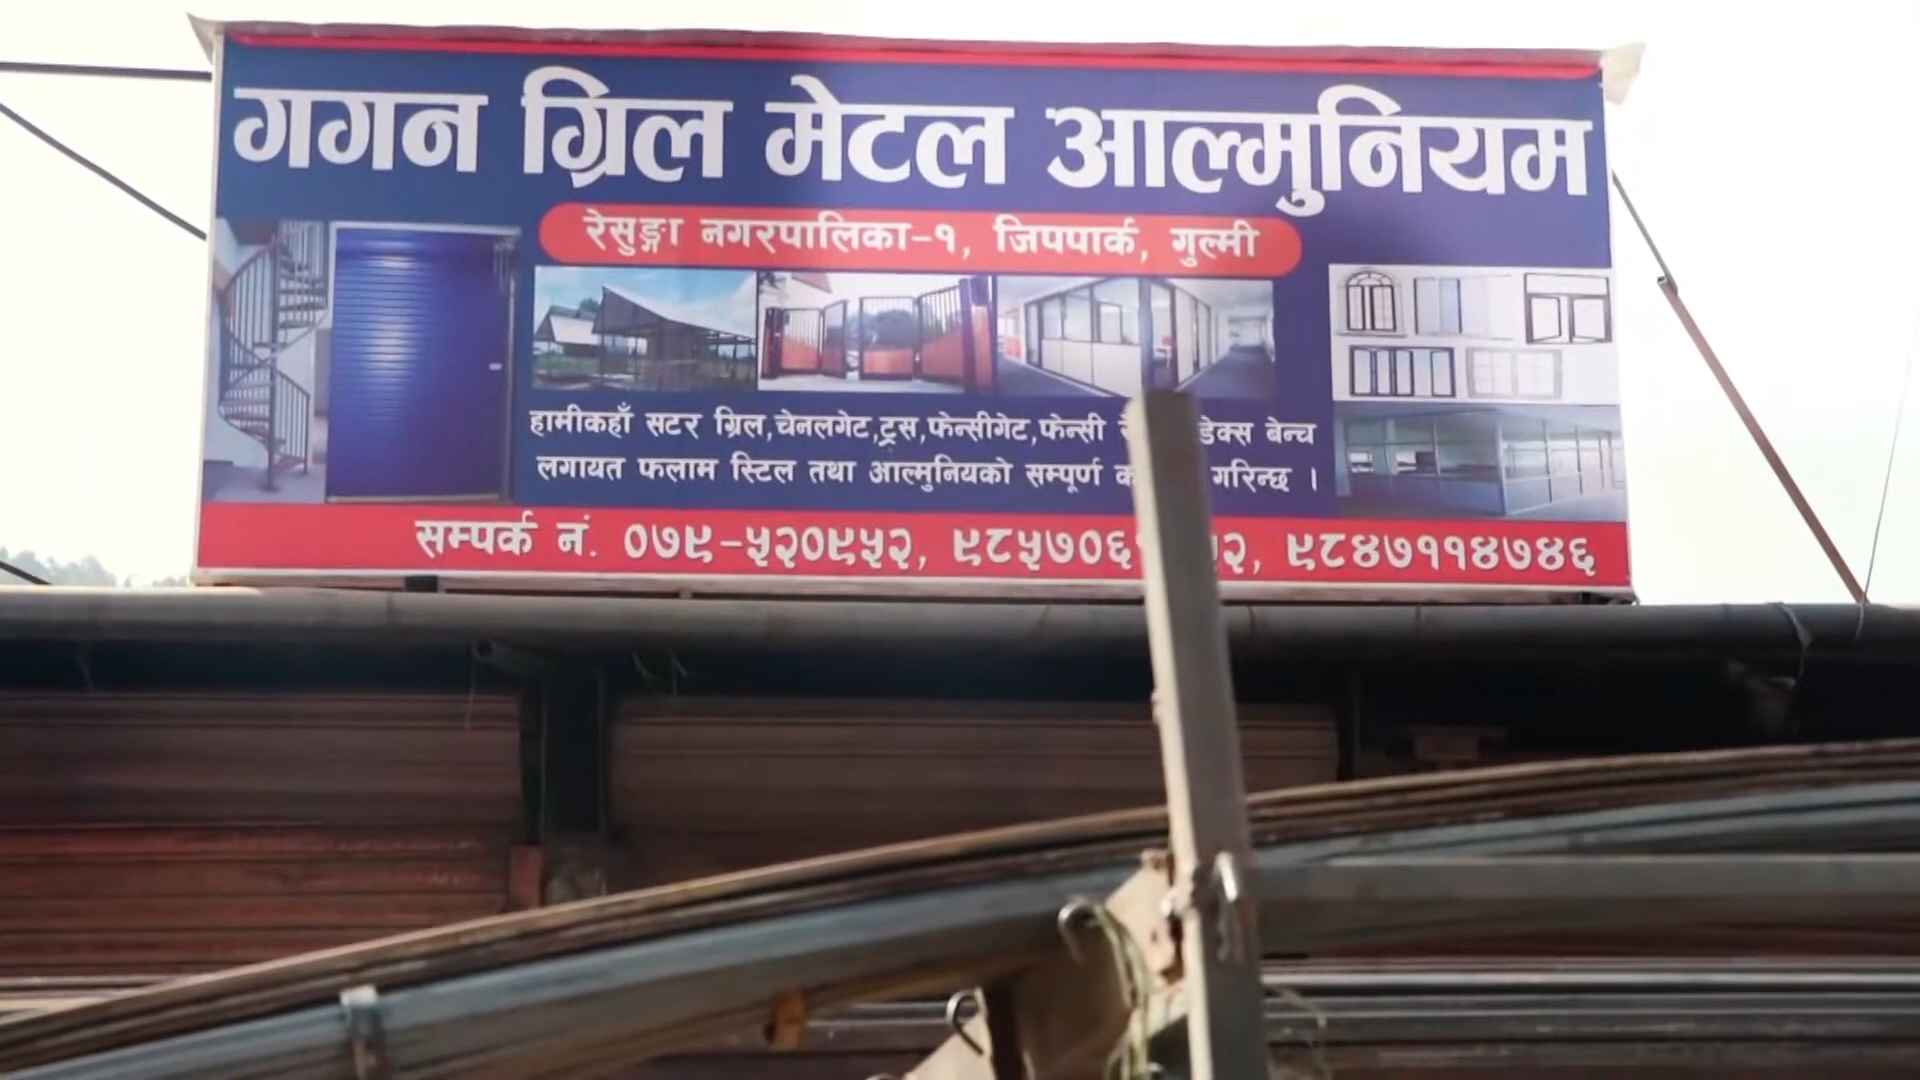 गगन ग्रिल मेटल आल्मुनियम
रेसुङ्गा नगरपालिका-१, जिपपार्क, गुल्मी
हामीकहाँ सटर ग्रिल,चेनलगेट,ट्रस,फेन्सीगेट,फेन्सी डेक्स बेन्च
लगायत फलाम स्टिल तथा आल्मुनियको सम्पूर्ण गरिन्छ ।
सम्पर्क नं. ०७९-५२०९५२, ९८४७११४७४६